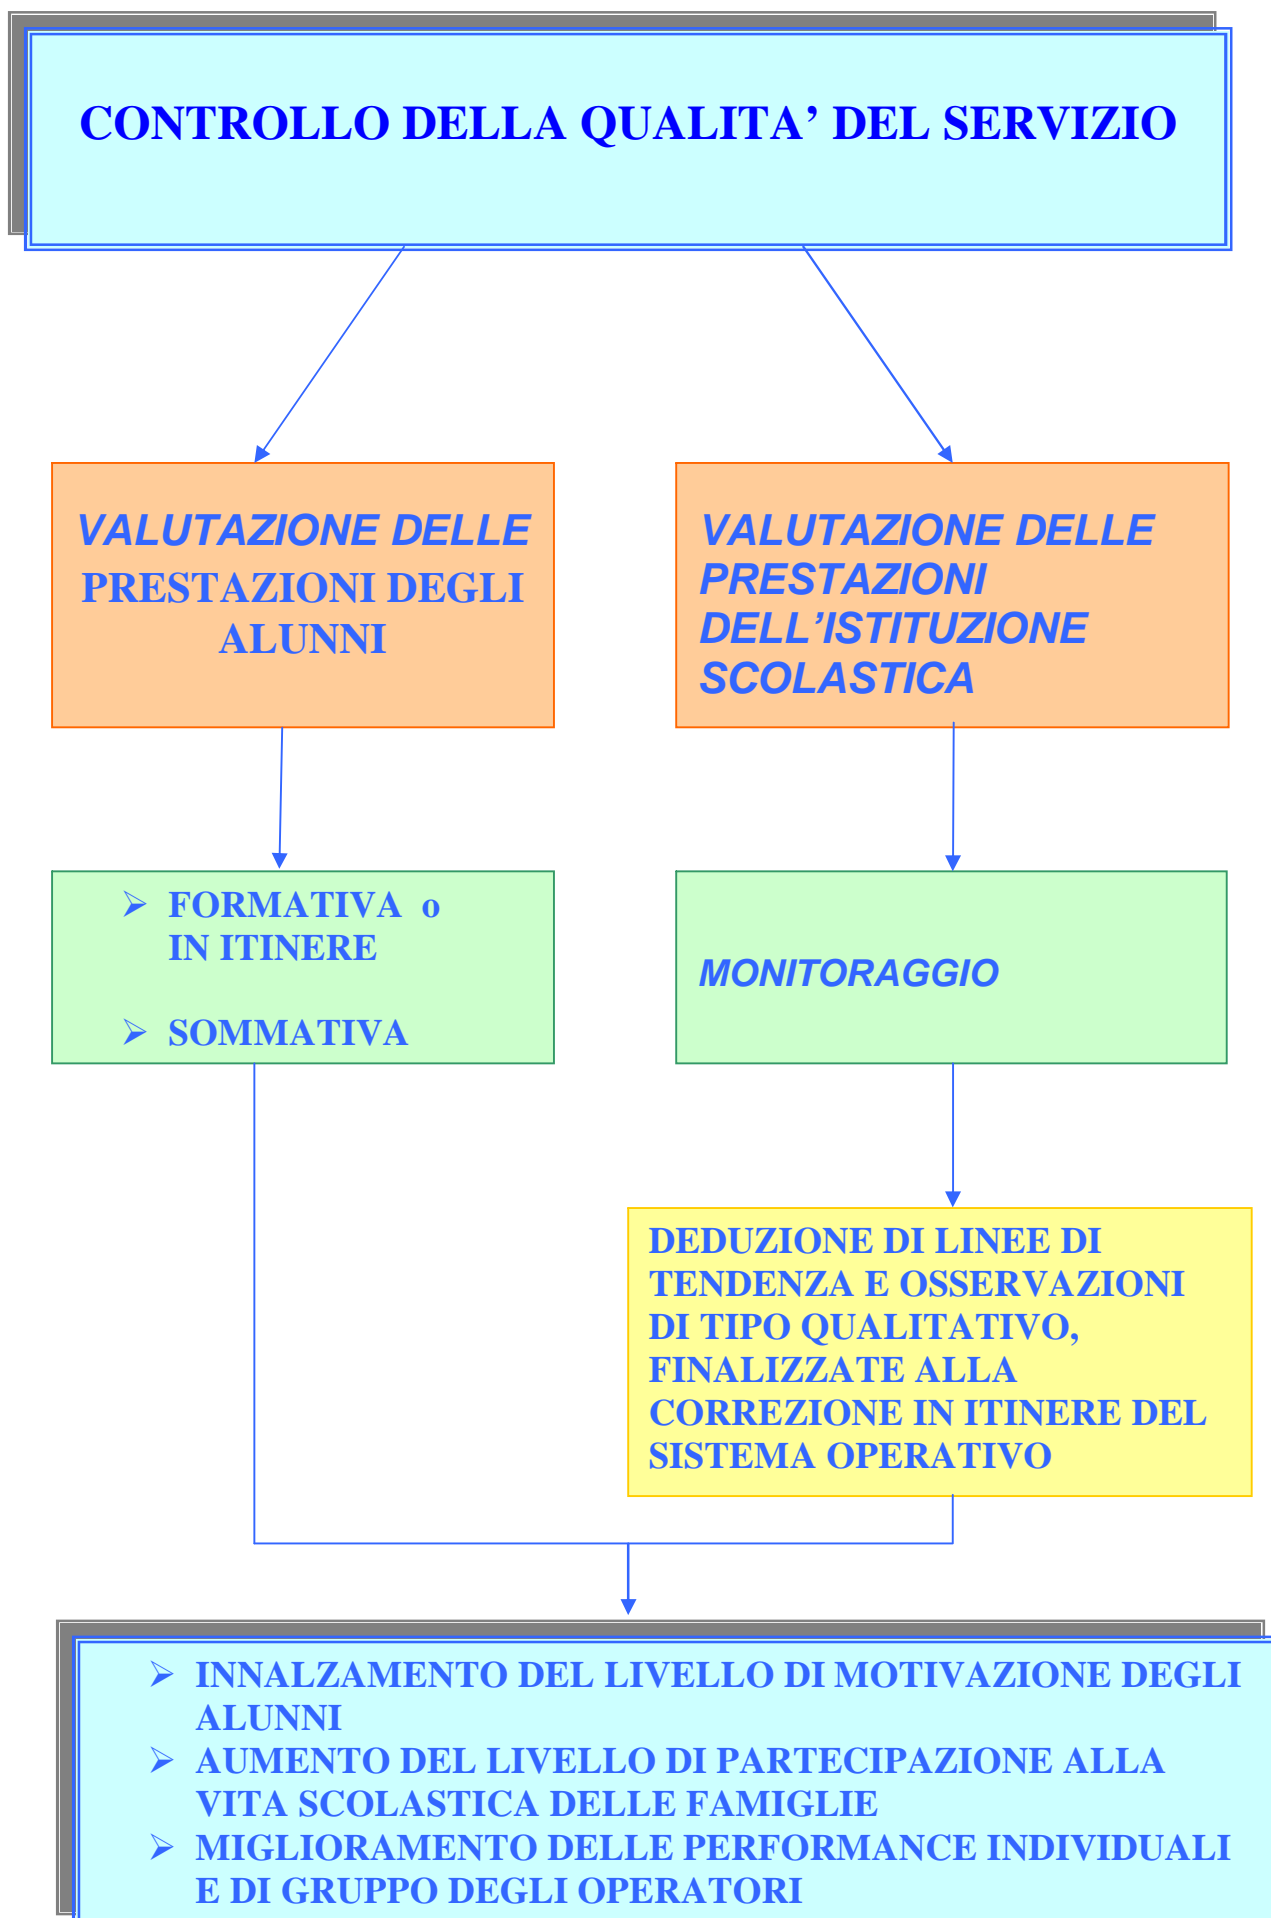 CONTROLLO DELLA QUALITA’ DEL SERVIZIO
VALUTAZIONE DELLE
PRESTAZIONI DEGLI
ALUNNI
VALUTAZIONE DELLE
PRESTAZIONI
DELL’ISTITUZIONE
SCOLASTICA
➢ FORMATIVA o
IN ITINERE
➢ SOMMATIVA
MONITORAGGIO
DEDUZIONE DI LINEE DI
TENDENZA E OSSERVAZIONI
DI TIPO QUALITATIVO,
FINALIZZATE ALLA
CORREZIONE IN ITINERE DEL
SISTEMA OPERATIVO
➢ INNALZAMENTO DEL LIVELLO DI MOTIVAZIONE DEGLI
ALUNNI
➢ AUMENTO DEL LIVELLO DI PARTECIPAZIONE ALLA
VITA SCOLASTICA DELLE FAMIGLIE
➢ MIGLIORAMENTO DELLE PERFORMANCE INDIVIDUALI
E DI GRUPPO DEGLI OPERATORI